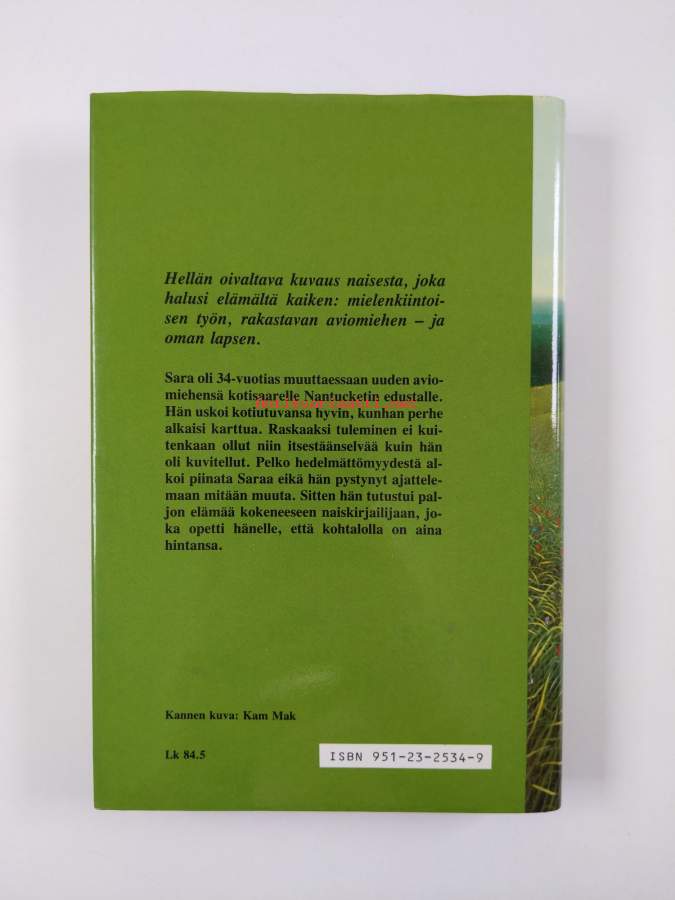 Hellän oivaltava kuvaus naisesta, joka
halusi elämältä kaiken: mielenkiintoi-
sen työn, rakastavan aviomiehen – ja
oman lapsen.
Sara oli 34-vuotias muuttaessaan uuden avio-
miehensä kotisaarelle Nantucketin edustalle.
Hän uskoi kotiutuvansa hyvin, kunhan perhe
alkaisi karttua. Raskaaksi tuleminen ei kui-
tenkaan ollut niin itsestäänselvää kuin hän
oli kuvitellut. Pelko hedelmättömyydestä al-
koi piinata Saraa eikä hän pystynyt ajattele-
maan mitään muuta. Sitten hän tutustui pal-
jon elämää kokeneeseen naiskirjailijaan, jo-
ka opetti hänelle, että kohtalolla on aina
hintansa.
Kannen kuva: Kam Mak
Lk 84.5
ISBN 951-23-2534-9